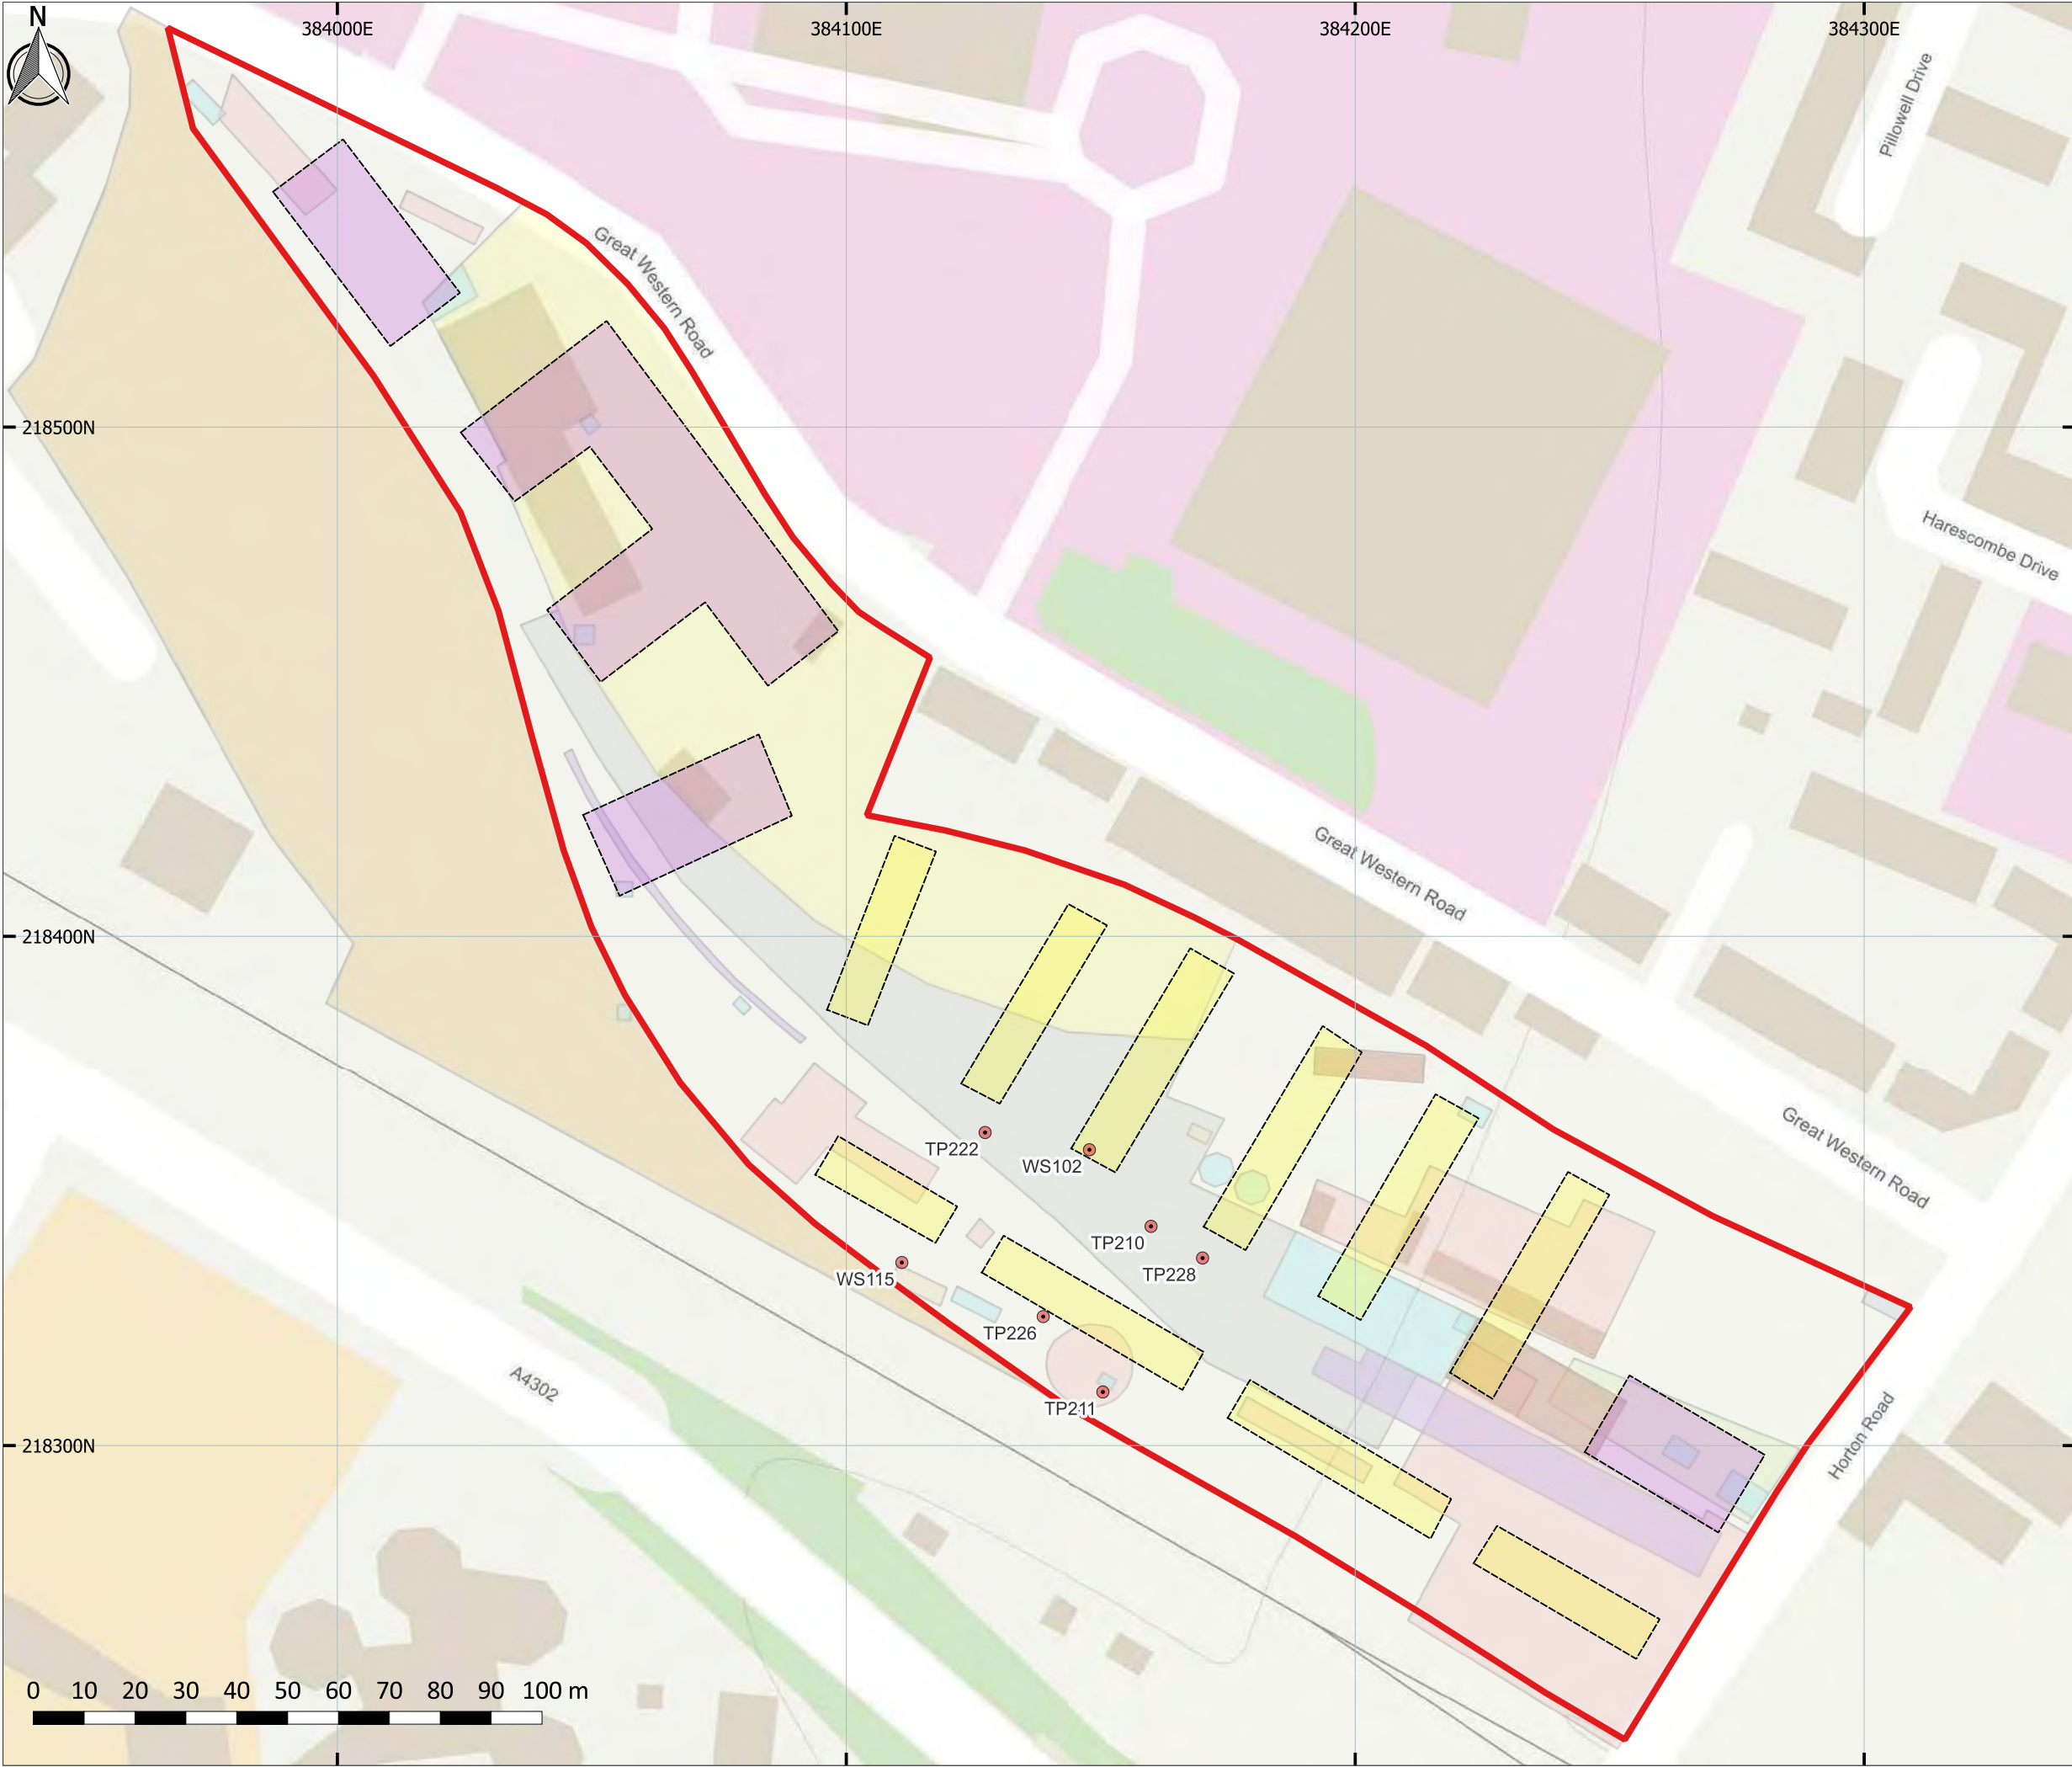 N
384000E
384100E
384200E
384300E
Pillowell Drive
Great Western Road
218500N
Harescombe Drive
Great Western Road
218400N
Great Western Road
TP222
WS102
TP210
TP228
WS115
TP226
TP211
A4302
Horton Road
218300N
0 10 20 30 40 50 60 70 80 90 100 m